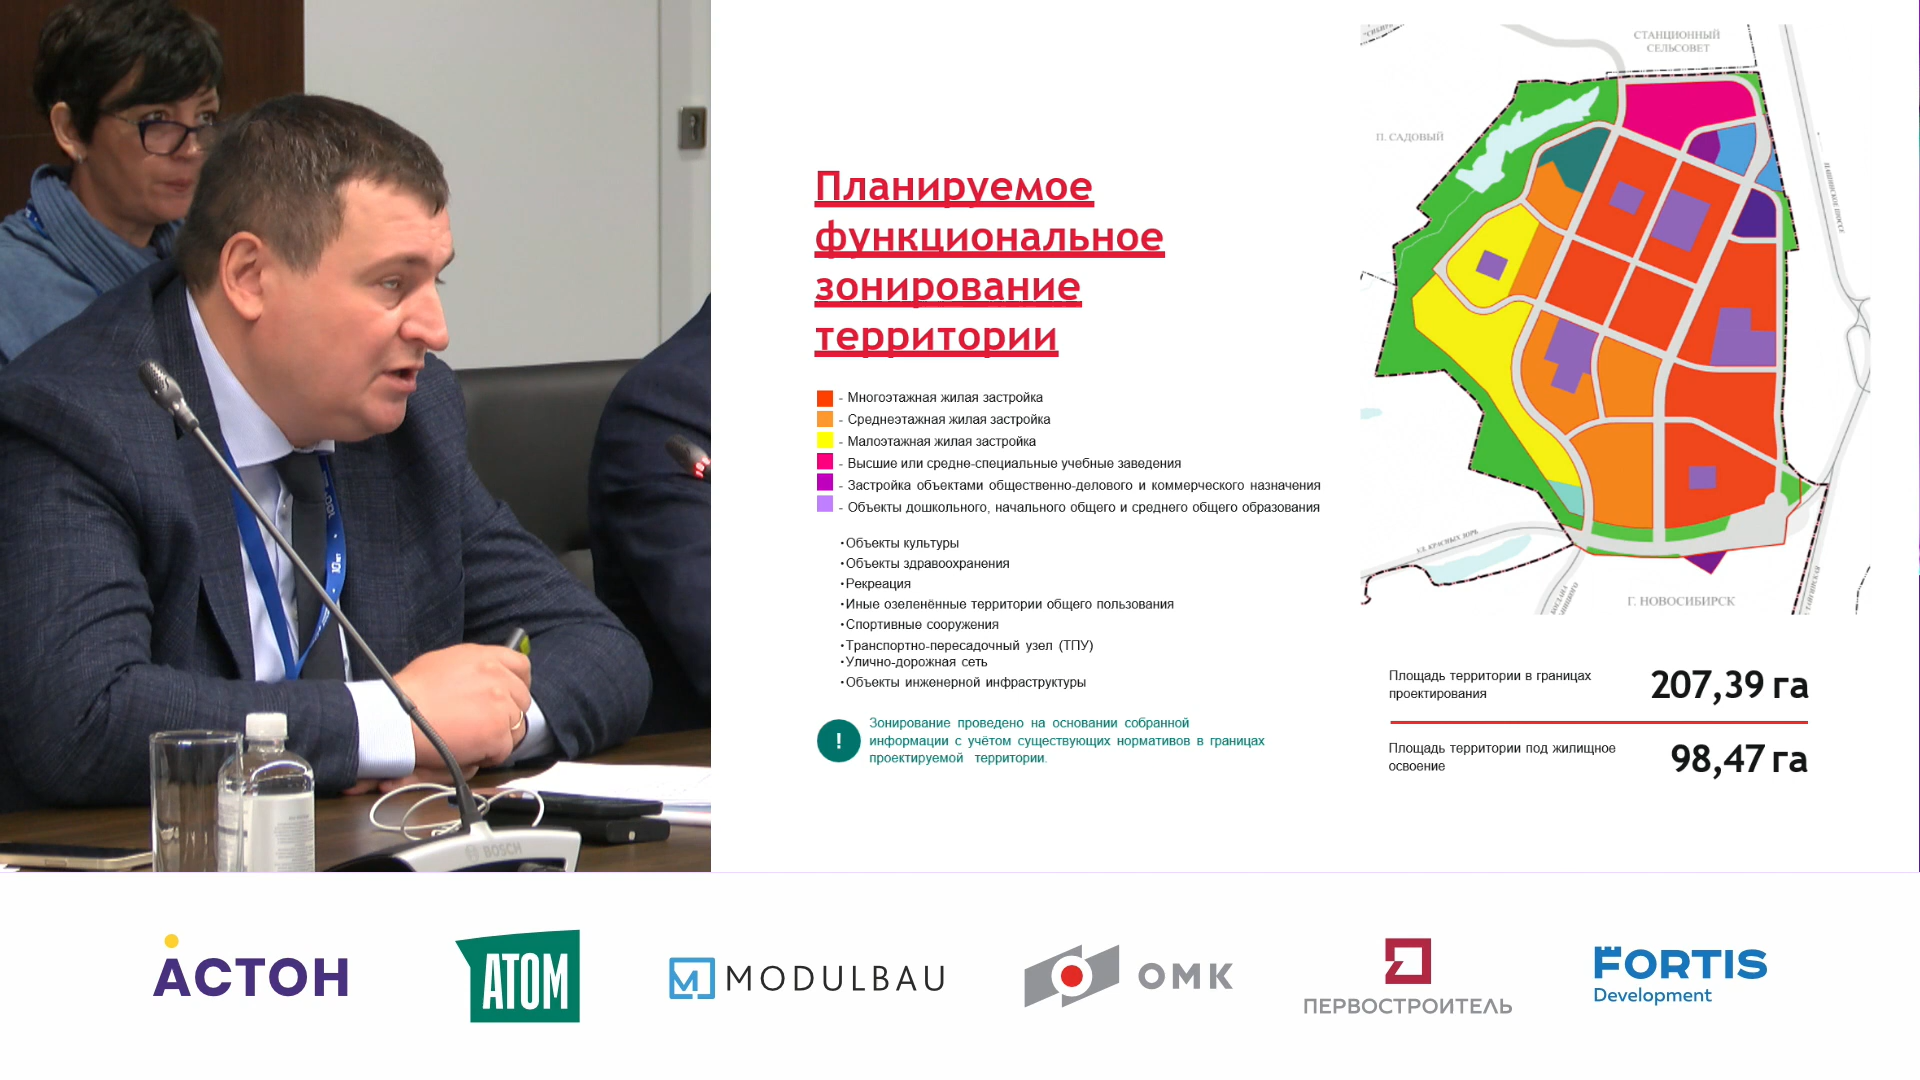 Планируемое
функциональное
зонирование
территории
- Многоэтажная жилая застройка
- Среднеэтажная жилая застройка
- Малоэтажная жилая застройка
- Высшие или средне-специальные учебные заведения
- Застройка объектами общественно-делового и коммерческого назначения
- Объекты дошкольного, начального общего и среднего общего образования
•Объекты культуры
•Объекты здравоохранения
•Рекреация
•Иные озеленённые территории общего пользования
•Спортивные сооружения
•Транспортно-пересадочный узел (ТПУ)
•Улично-дорожная сеть
•Объекты инженерной инфраструктуры
!
Зонирование проведено на основании собранной
информации с учётом существующих нормативов в границах
проектируемой территории.
СТАНЦИОННЫЙ
СЕЛЬСОВЕТ
П. САДОВЫЙ
УЛ. КРАСНЫХ ЗОРЬ
Г. НОВОСИБИРСК
Площадь территории в границах
проектирования
207,39 га
Площадь территории под жилищное
освоение
98,47 га
BOSCH
АСТОН
АТОМ
MODULBAU
ОМК
ПЕРВОСТРОИТЕЛЬ
FORTIS
Development